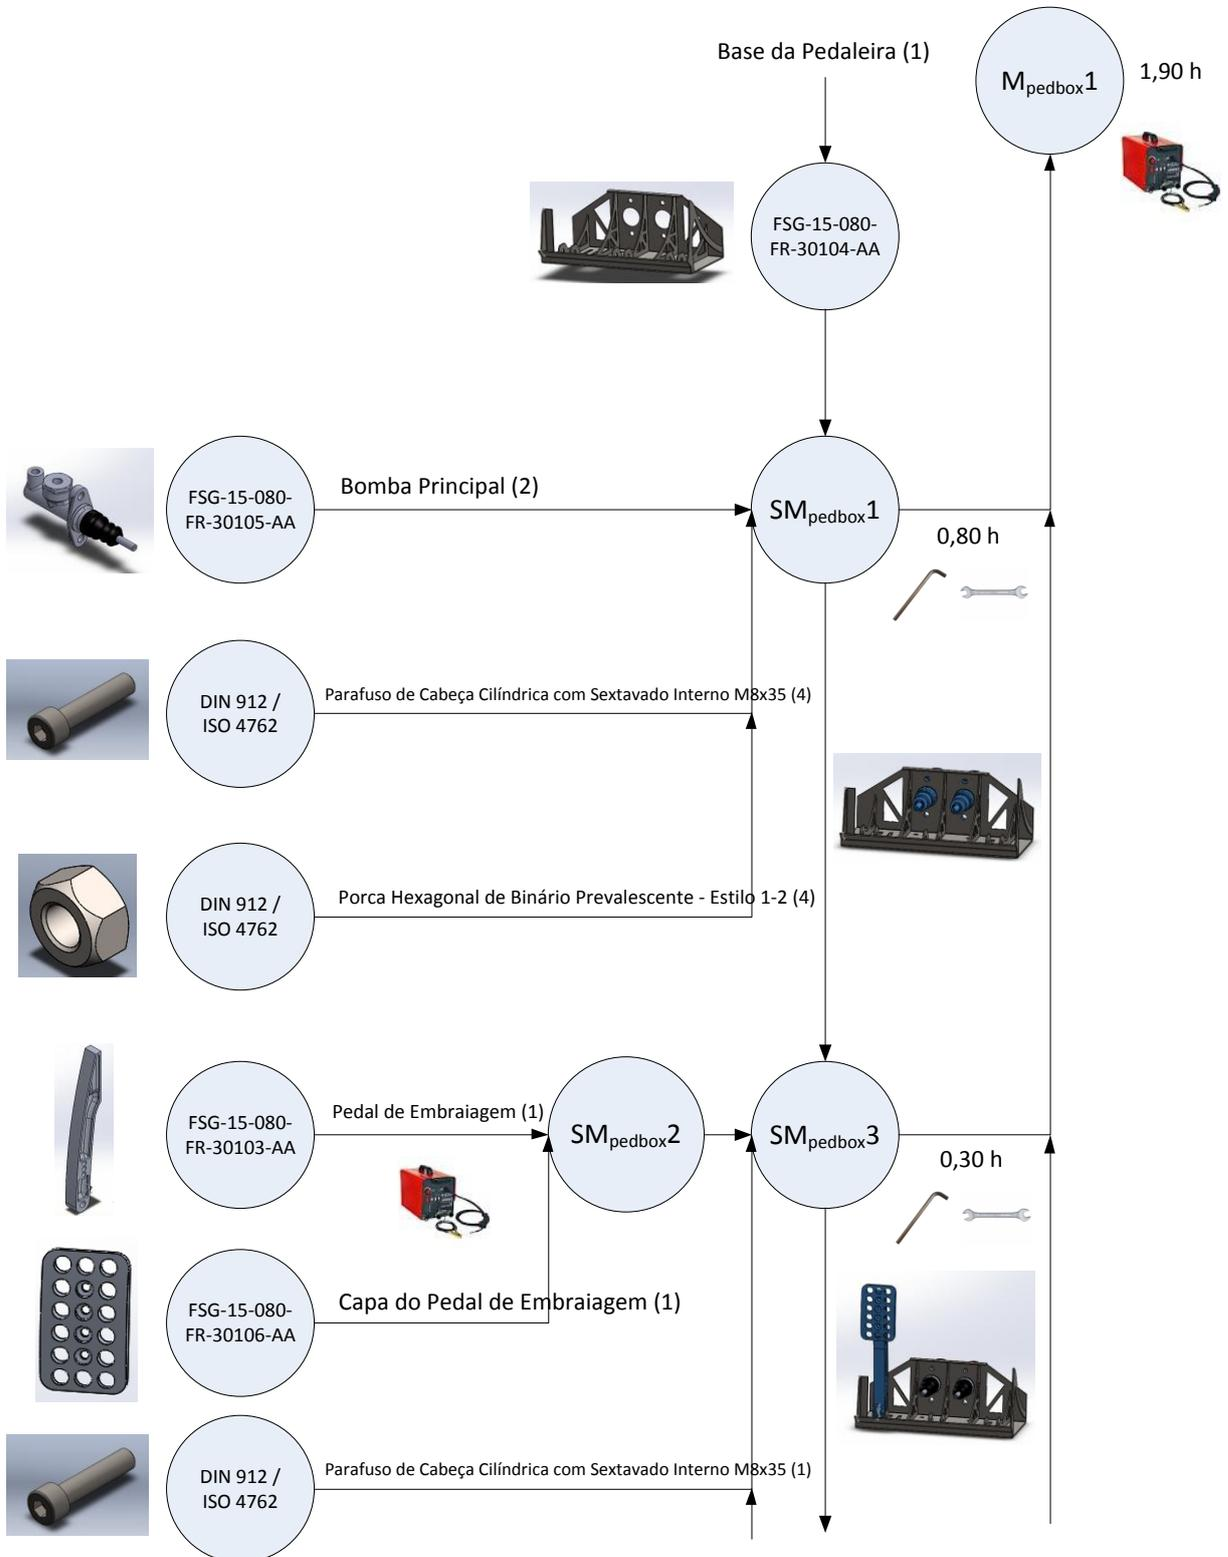 Base da Pedaleira (1)
Mpedbox1
1,90 h
FSG-15-080-
FR-30104-AA
FSG-15-080-
FR-30105-AA
Bomba Principal (2)
SMpedbox1
0,80 h
DIN 912 /
ISO 4762
Parafuso de Cabeça Cilíndrica com Sextavado Interno M8x35 (4)
DIN 912 /
ISO 4762
Porca Hexagonal de Binário Prevalescente - Estilo 1-2 (4)
FSG-15-080-
FR-30103-AA
Pedal de Embraiagem (1)
SMpedbox2
SMpedbox3
0,30 h
FSG-15-080-
FR-30106-AA
Capa do Pedal de Embraiagem (1)
DIN 912 /
ISO 4762
Parafuso de Cabeça Cilíndrica com Sextavado Interno M8x35 (1)